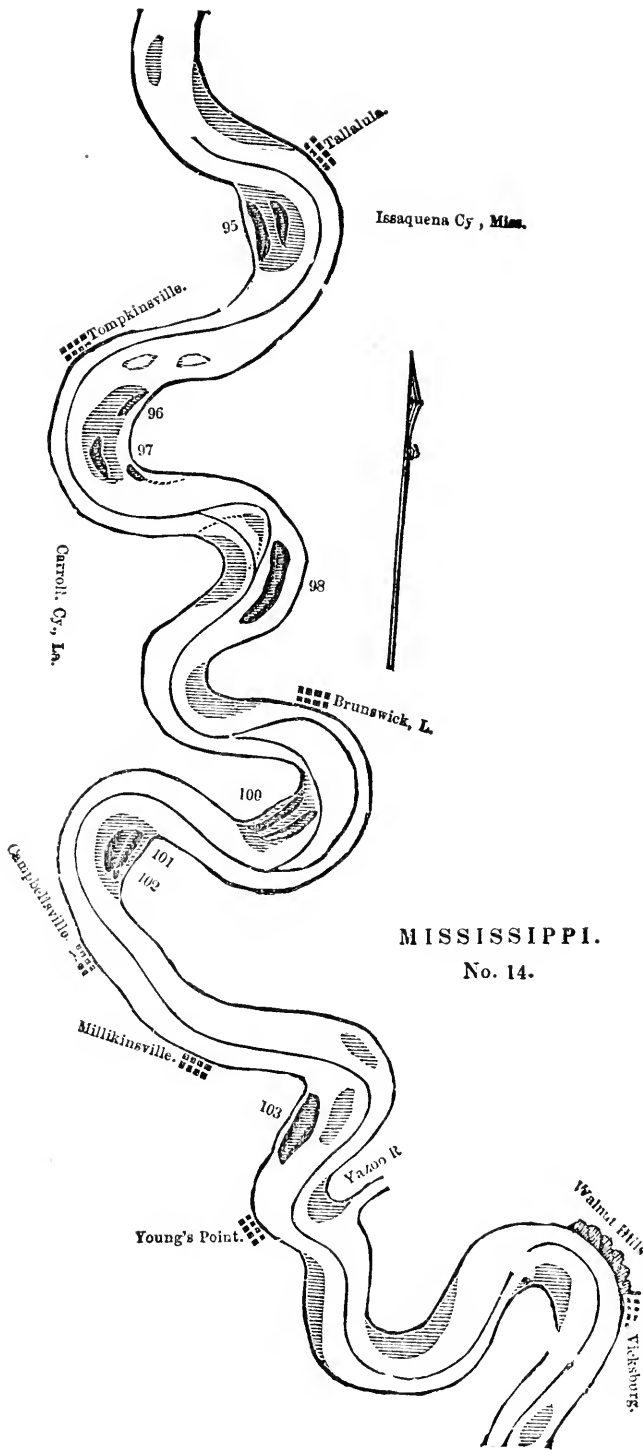 Tallalula.
95
Issaquena Cy, Miss.
Tompkinsville.
96
97
Carroll. Cy., La.
98
Brunswick, L.
100
101
102
Campbellsville.
MISSISSIPPI.
No. 14.
Millikinsville.
103
Yazoo R
Young's Point.
Walnut Hills
Vicksburg.